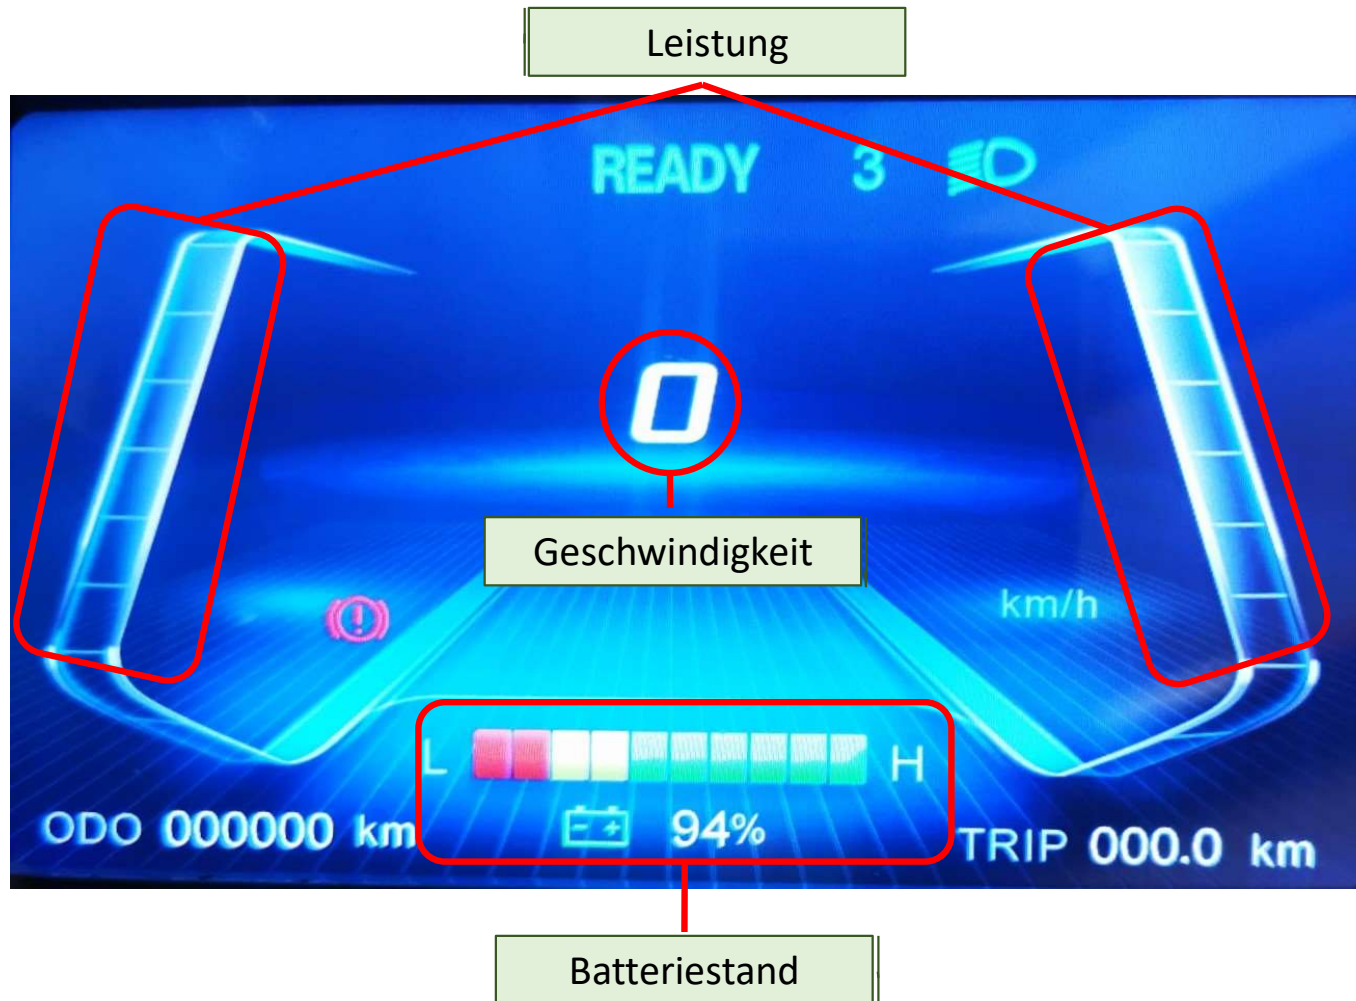 Leistung
READY 3
0
Geschwindigkeit
km/h
L H
ODO 000000 km 94% TRIP 000.0 km
Batteriestand